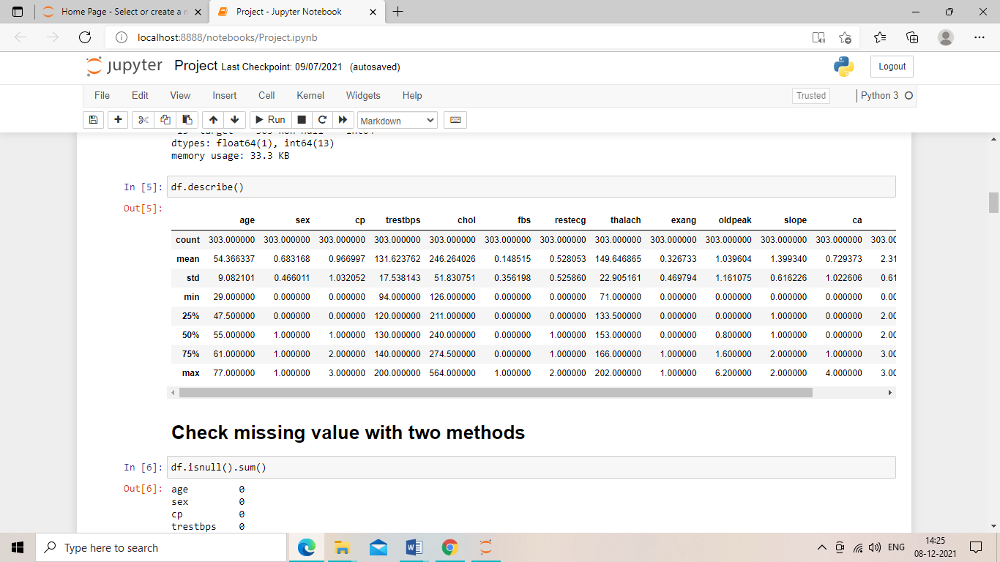 Home Page - Select or create a n
Project - Jupyter Notebook
localhost:8888/notebooks/Project.ipynb
jupyter Project Last Checkpoint: 09/07/2021 (autosaved)
Logout
File Edit View Insert Cell Kernel Widgets Help
Trusted
Python 3
Run
Markdown
dtypes: float64(1), int64(13)
memory usage: 33.3 KB
In [5]: df.describe()
Out[5]:
age sex cp trestbps chol fbs restecg thalach exang oldpeak slope ca
count 303.000000 303.000000 303.000000 303.000000 303.000000 303.000000 303.000000 303.000000 303.000000 303.000000 303.000000 303.000000 303.00
mean 54.366337 0.683168 0.966997 131.623762 246.264026 0.148515 0.528053 149.646865 0.326733 1.039604 1.399340 0.729373 2.31
std 9.082101 0.466011 1.032052 17.538143 51.830751 0.356198 0.525860 22.905161 0.469794 1.161075 0.616226 1.022606 0.61
min 29.000000 0.000000 0.000000 94.000000 126.000000 0.000000 0.000000 71.000000 0.000000 0.000000 0.000000 0.000000 0.00
25% 47.500000 0.000000 0.000000 120.000000 211.000000 0.000000 0.000000 133.500000 0.000000 0.000000 1.000000 0.000000 2.00
50% 55.000000 1.000000 1.000000 130.000000 240.000000 0.000000 1.000000 153.000000 0.000000 0.800000 1.000000 0.000000 2.00
75% 61.000000 1.000000 2.000000 140.000000 274.500000 0.000000 1.000000 166.000000 1.000000 1.600000 2.000000 1.000000 3.00
max 77.000000 1.000000 3.000000 200.000000 564.000000 1.000000 2.000000 202.000000 1.000000 6.200000 2.000000 4.000000 3.00
Check missing value with two methods
In [6]: df.isnull().sum()
Out[6]: age 0
sex 0
cp 0
trestbps 0
Type here to search
ENG
14:25
08-12-2021